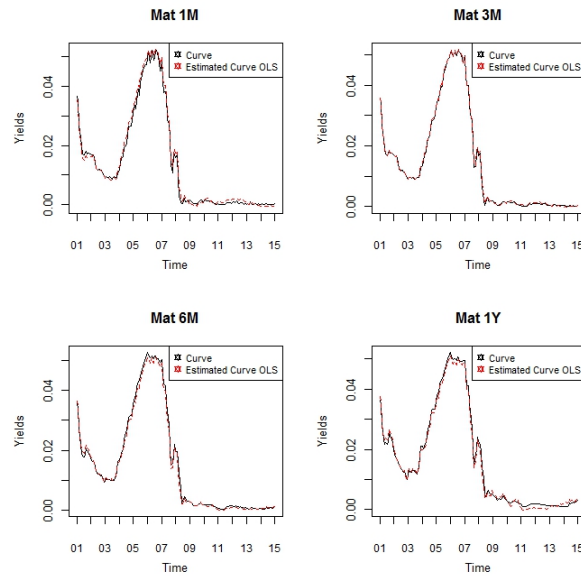 Mat 1M
Yields
0.04
0.02
0.00
Curve
Estimated Curve OLS
01 03 05 07 09 11 13 15
Time
Mat 3M
Yields
0.04
0.02
0.00
Curve
Estimated Curve OLS
01 03 05 07 09 11 13 15
Time
Mat 6M
Yields
0.04
0.02
0.00
Curve
Estimated Curve OLS
01 03 05 07 09 11 13 15
Time
Mat 1Y
Yields
0.04
0.02
0.00
Curve
Estimated Curve OLS
01 03 05 07 09 11 13 15
Time